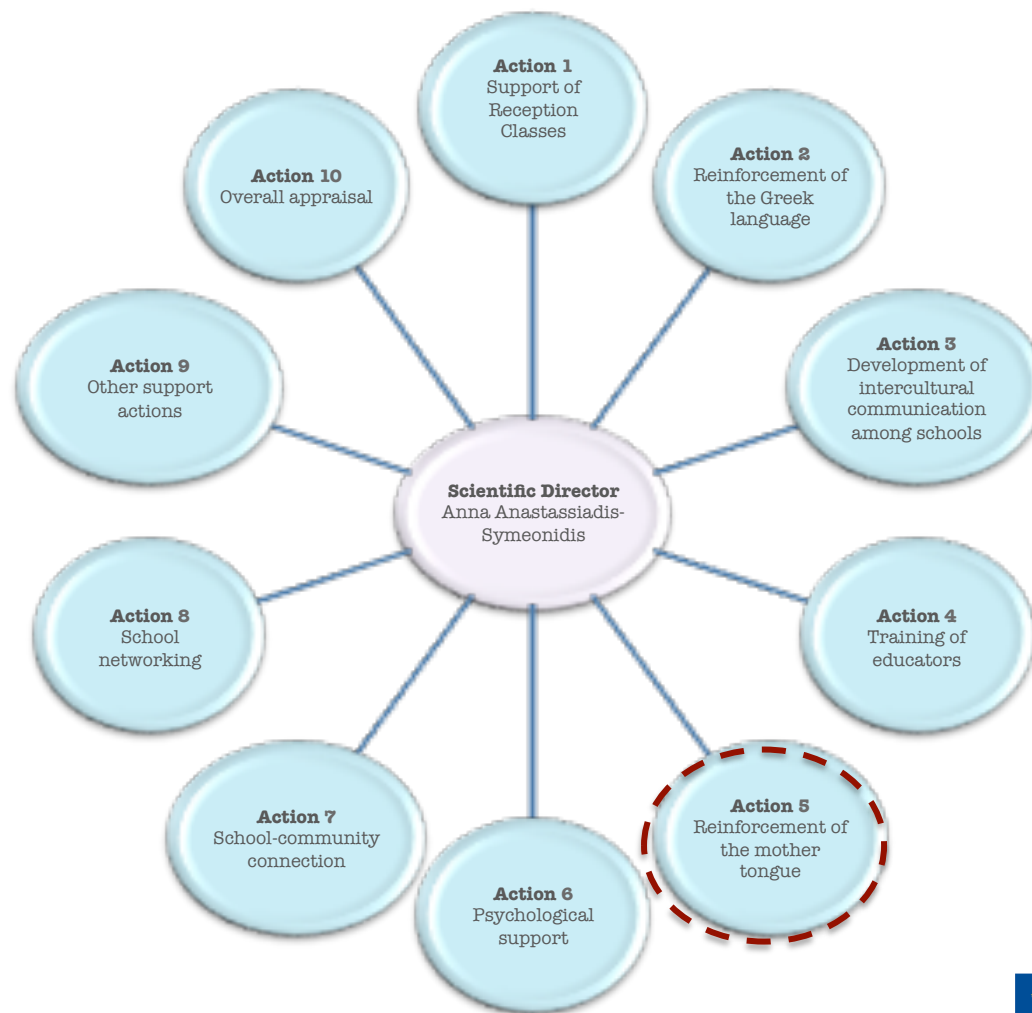 Action 1
Support of
Reception
Classes
Action 2
Reinforcement of
the Greek
language
Action 3
Development of
intercultural
communication
among schools
Action 4
Training of
educators
Action 5
Reinforcement of
the mother
tongue
Action 6
Psychological
support
Action 7
School-community
connection
Action 8
School
networking
Action 9
Other support
actions
Action 10
Overall appraisal
Scientific Director
Anna Anastassiadis-
Symeonidis